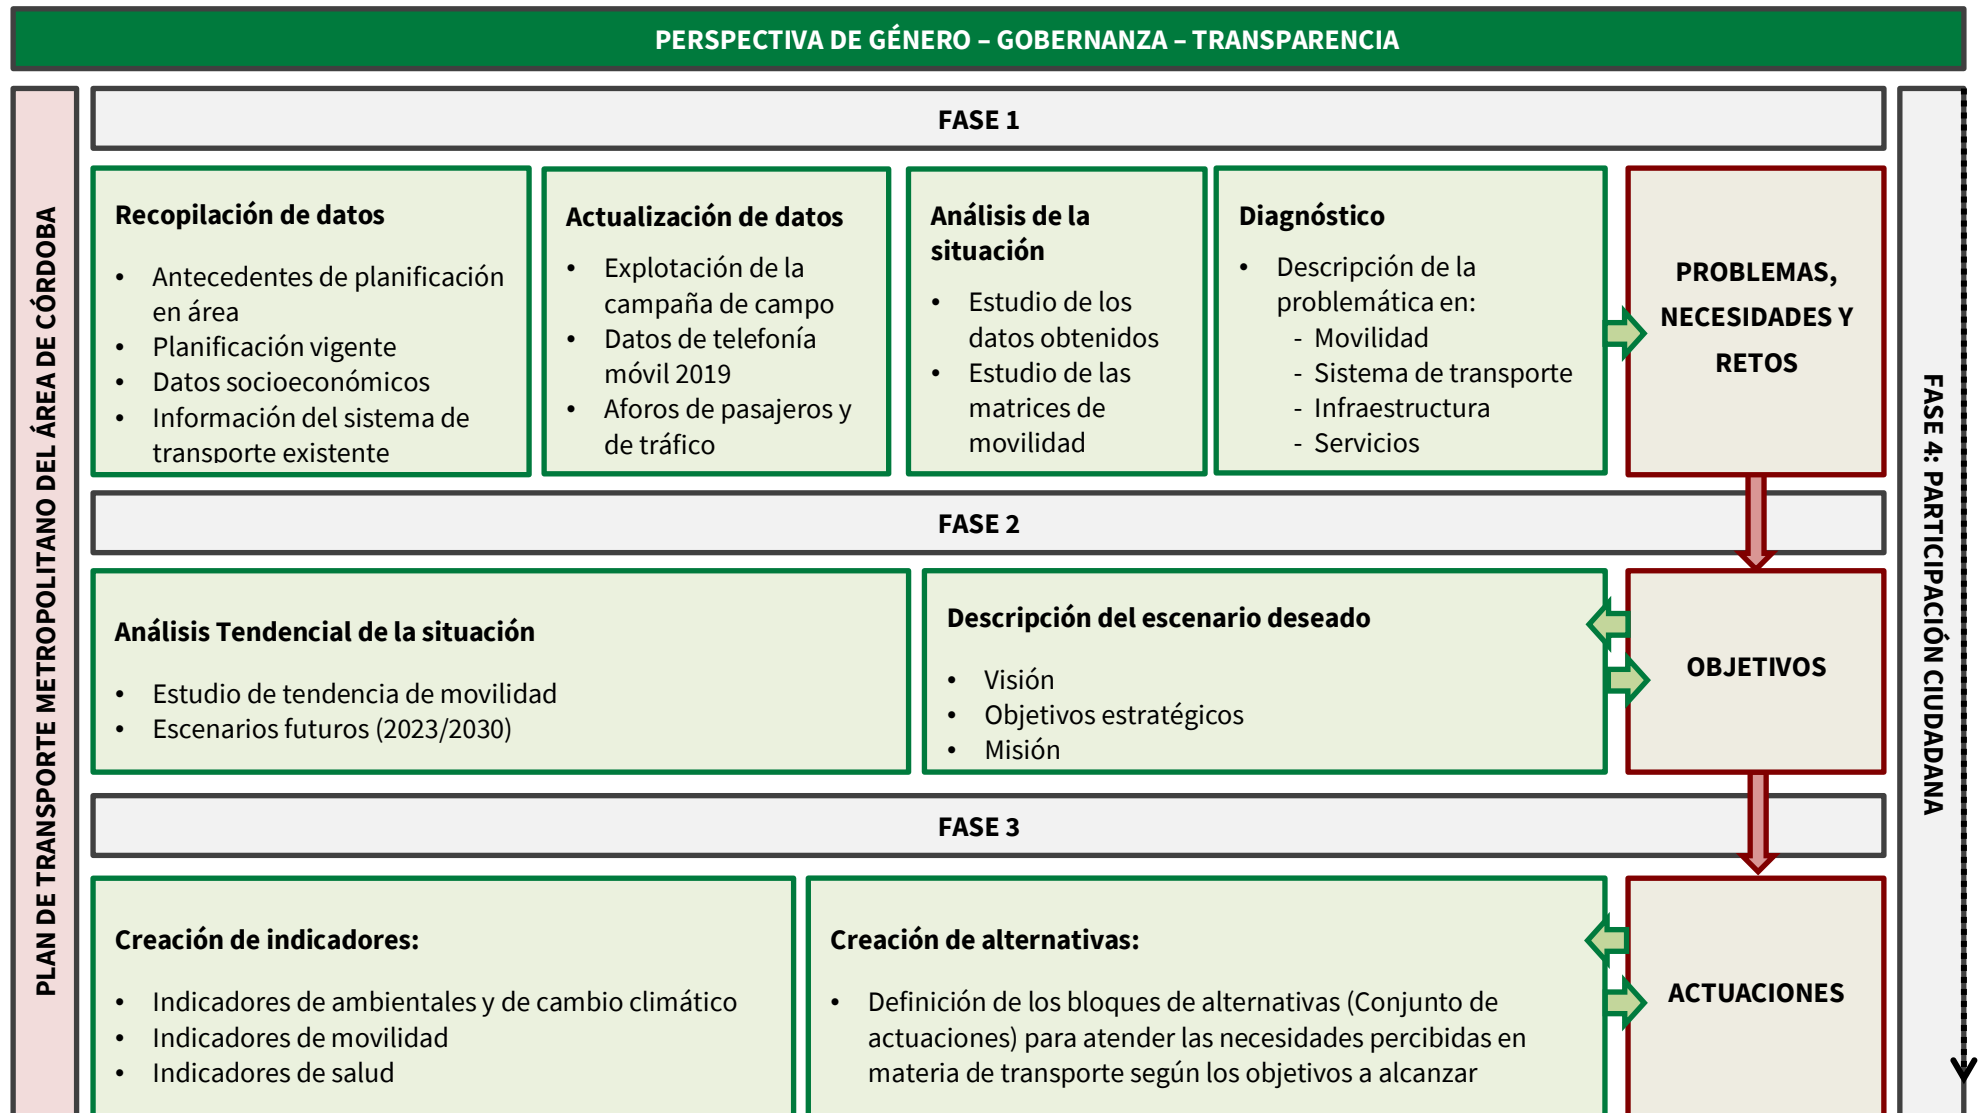 PERSPECTIVA DE GÉNERO – GOBERNANZA – TRANSPARENCIA
PLAN DE TRANSPORTE METROPOLITANO DEL ÁREA DE CÓRDOBA
FASE 1
Recopilación de datos
• Antecedentes de planificación
en área
• Planificación vigente
• Datos socioeconómicos
• Información del sistema de
transporte existente
Actualización de datos
• Explotación de la
campaña de campo
• Datos de telefonía
móvil 2019
• Aforos de pasajeros y
de tráfico
Análisis de la
situación
• Estudio de los
datos obtenidos
• Estudio de las
matrices de
movilidad
Diagnóstico
• Descripción de la
problemática en:
- Movilidad
- Sistema de transporte
- Infraestructura
- Servicios
PROBLEMAS,
NECESIDADES Y
RETOS
FASE 2
Análisis Tendencial de la situación
• Estudio de tendencia de movilidad
• Escenarios futuros (2023/2030)
Descripción del escenario deseado
• Visión
• Objetivos estratégicos
• Misión
OBJETIVOS
FASE 3
Creación de indicadores:
• Indicadores de ambientales y de cambio climático
• Indicadores de movilidad
• Indicadores de salud
Creación de alternativas:
• Definición de los bloques de alternativas (Conjunto de
actuaciones) para atender las necesidades percibidas en
materia de transporte según los objetivos a alcanzar
ACTUACIONES
FASE 4: PARTICIPACIÓN CIUDADANA